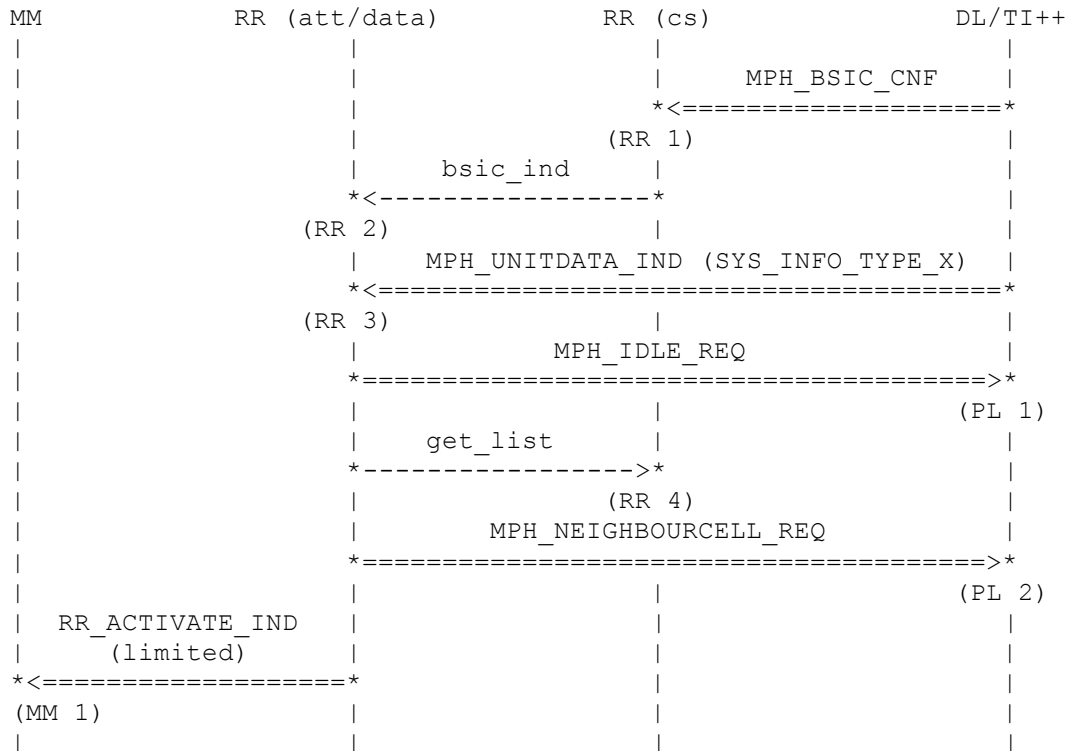 MM RR (att/data) RR (cs) DL/TI++
| | | |
| | | MPH_BSIC_CNF |
| | *<====================*
| | (RR 1) |
| | bsic_ind | |
| *<-----------------* |
| (RR 2) | |
| | MPH_UNITDATA_IND (SYS_INFO_TYPE_X) |
| *<=======================================*
| (RR 3) | |
| | MPH_IDLE_REQ |
| *=======================================>*
| | | (PL 1)
| | get_list | |
| *----------------->* |
| | (RR 4) |
| | MPH_NEIGHBOURCELL_REQ |
| *=======================================>*
| | | (PL 2)
| RR_ACTIVATE_IND | | |
| (limited) | | |
*<===================* | |
(MM 1) | | |
| | | |